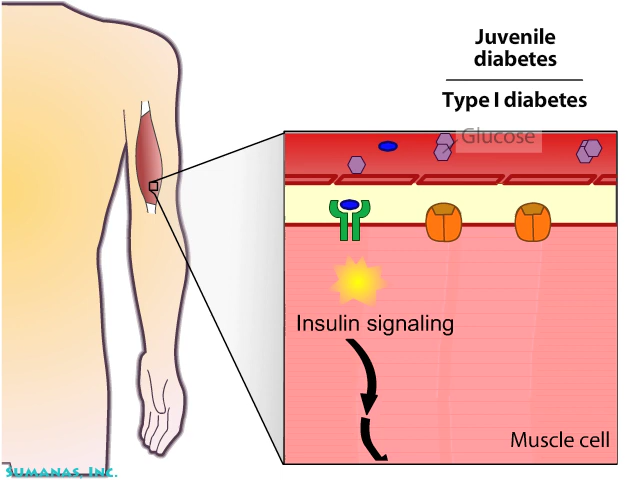 Juvenile
diabetes
Type I diabetes
Glucose
Insulin signaling
Muscle cell
SUMANAS, INC.